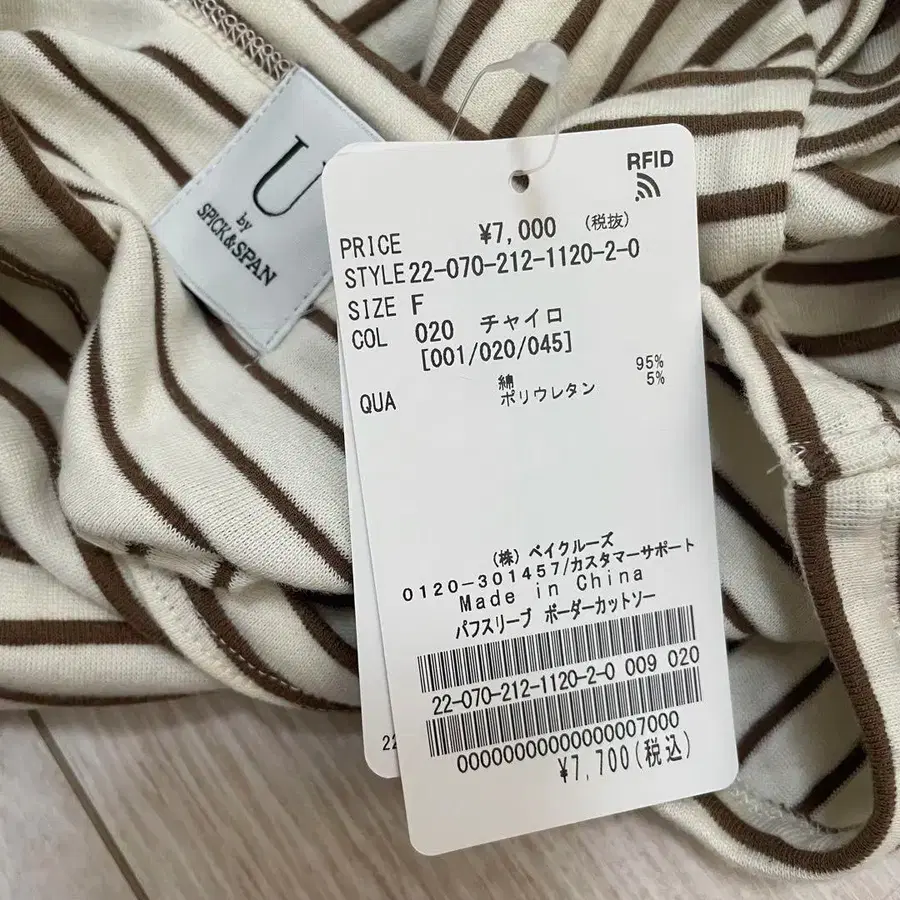 U
by
SPICK&SPAN
RFID
PRICE ¥7,000 (税抜)
STYLE 22-070-212-1120-2-0
SIZE F
COL 020 チャイロ
[001/020/045]
QUA 綿 95%
ポリウレタン 5%
(株) ベイクルーズ
0120-301457/カスタマーサポート
Made in China
パフスリーブ ボーダーカットソー
22-070-212-1120-2-0 009 020
00000000000000007000
¥7,700(税込)
22